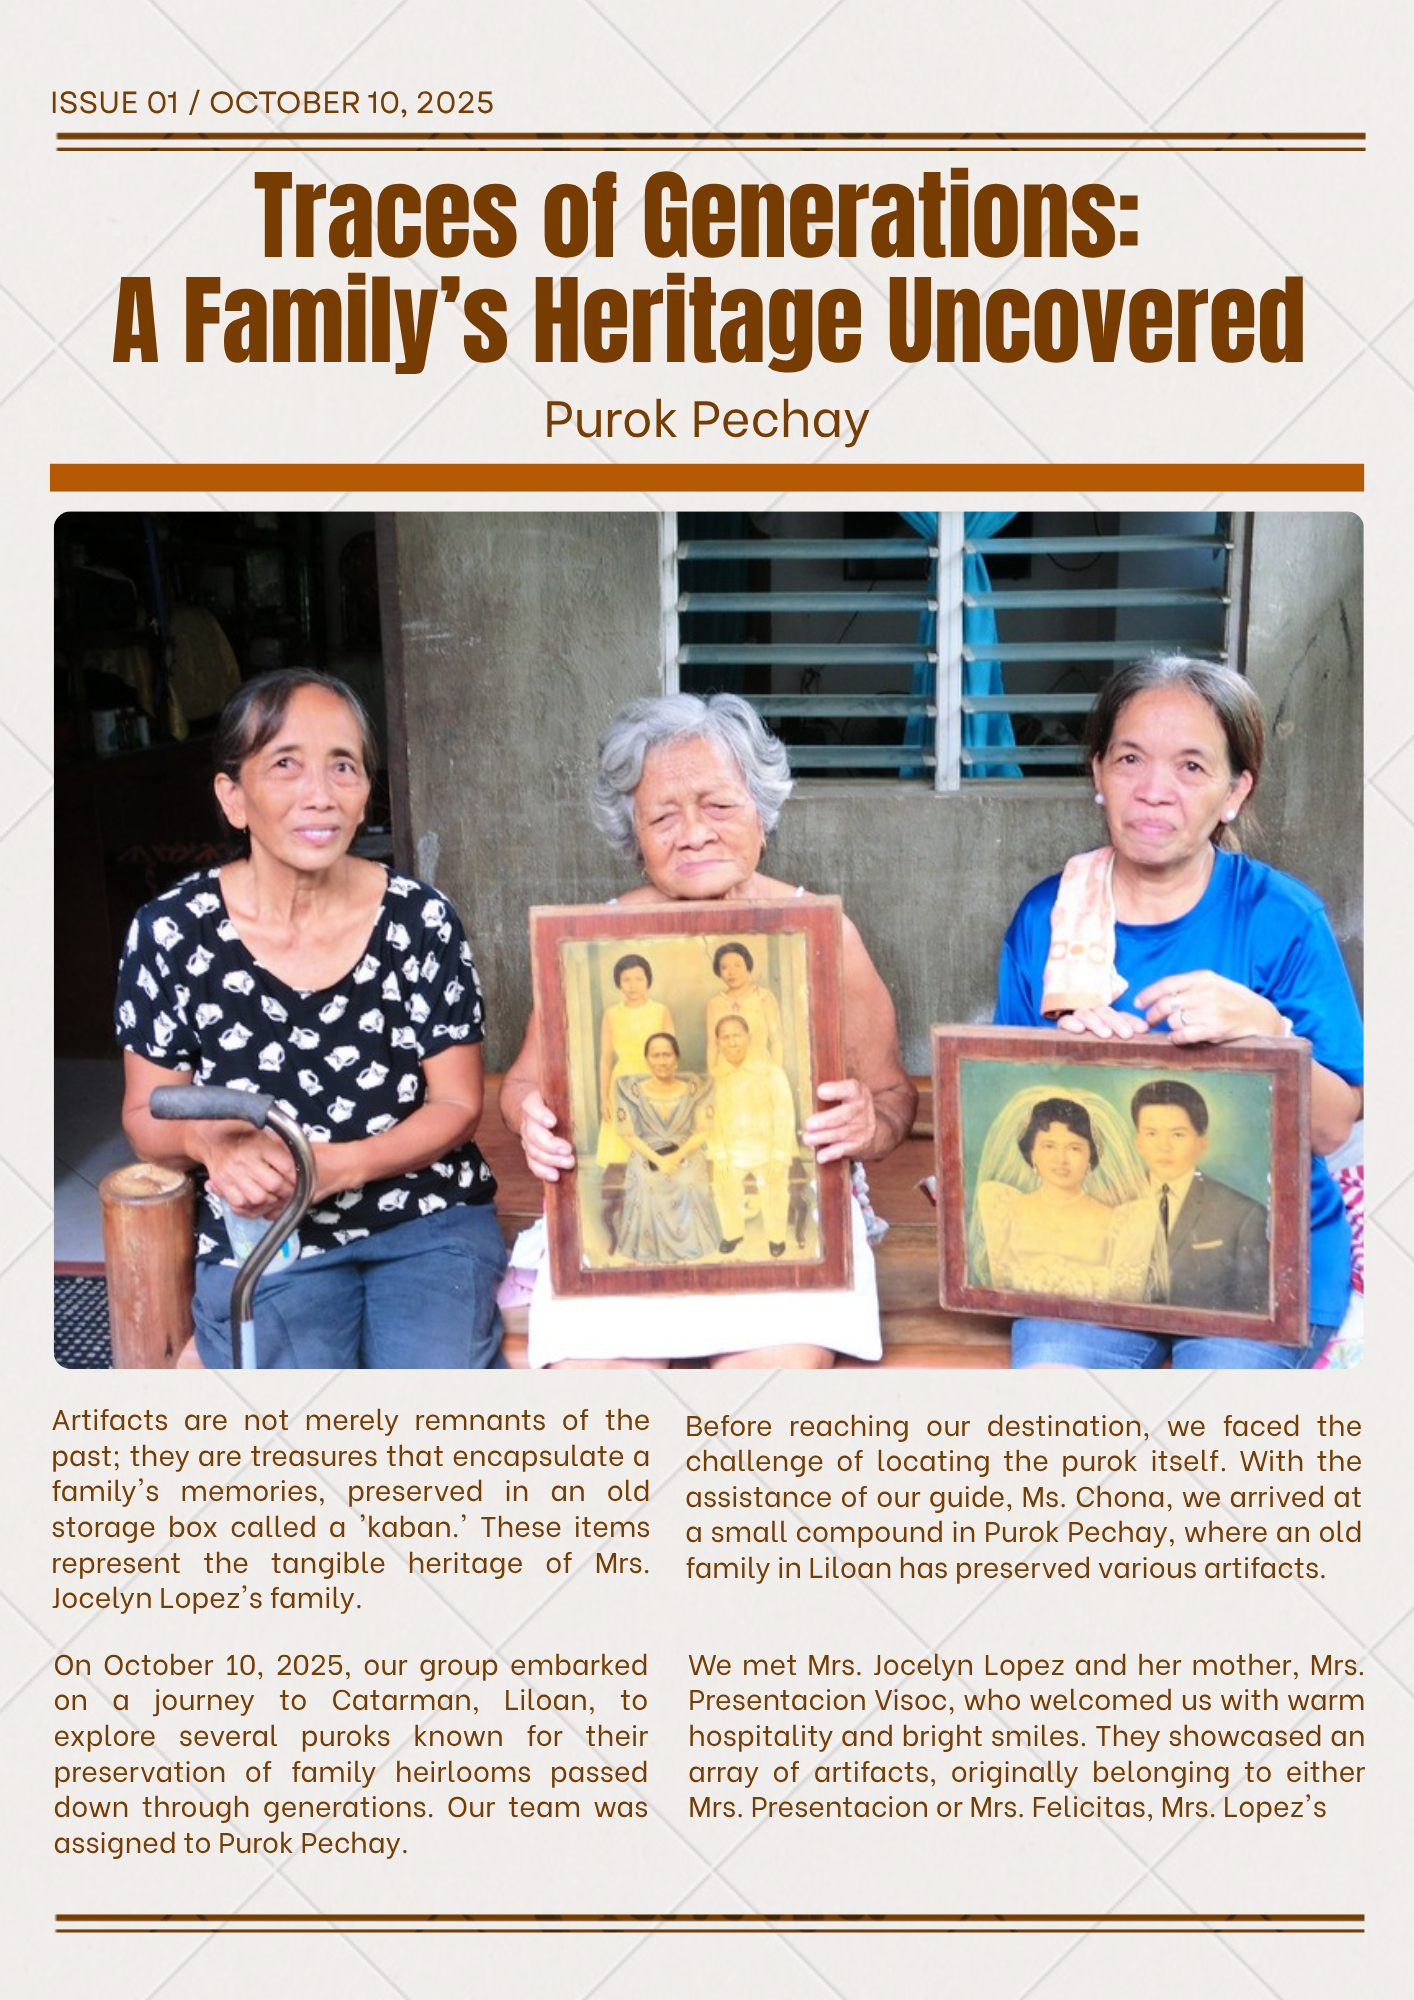 ISSUE 01 / OCTOBER 10, 2025
Traces of Generations:
A Family’s Heritage Uncovered
Purok Pechay
Artifacts are not merely remnants of the
past; they are treasures that encapsulate a
family’s memories, preserved in an old
storage box called a ’kaban.’ These items
represent the tangible heritage of Mrs.
Jocelyn Lopez’s family.
On October 10, 2025, our group embarked
on a journey to Catarman, Liloan, to
explore several puroks known for their
preservation of family heirlooms passed
down through generations. Our team was
assigned to Purok Pechay.
Before reaching our destination, we faced the
challenge of locating the purok itself. With the
assistance of our guide, Ms. Chona, we arrived at
a small compound in Purok Pechay, where an old
family in Liloan has preserved various artifacts.
We met Mrs. Jocelyn Lopez and her mother, Mrs.
Presentacion Visoc, who welcomed us with warm
hospitality and bright smiles. They showcased an
array of artifacts, originally belonging to either
Mrs. Presentacion or Mrs. Felicitas, Mrs. Lopez’s